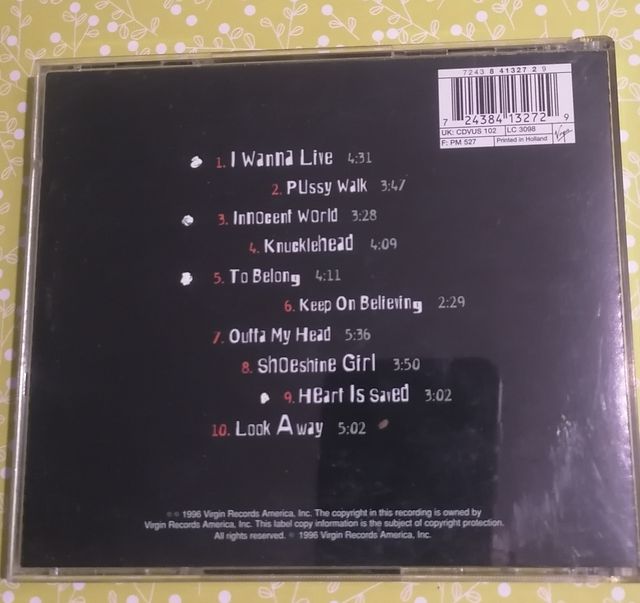 7243 8 41327 2 9
7 24384 13272 9
UK: CDVUS 102 LC 3098
F: PM 527 Printed in Holland Virgin
1. I Wanna Live 4:31
2. Pussy Walk 3:47
3. Innocent World 3:28
4. Knucklehead 4:09
5. To Belong 4:11
6. Keep On Believing 2:29
7. Outta My Head 5:36
8. Shoeshine Girl 3:50
9. Heart Is Saved 3:02
10. Look Away 5:02
℗ © 1996 Virgin Records America, Inc. The copyright in this recording is owned by
Virgin Records America, Inc. This label copy information is the subject of copyright protection.
All rights reserved. © 1996 Virgin Records America, Inc.